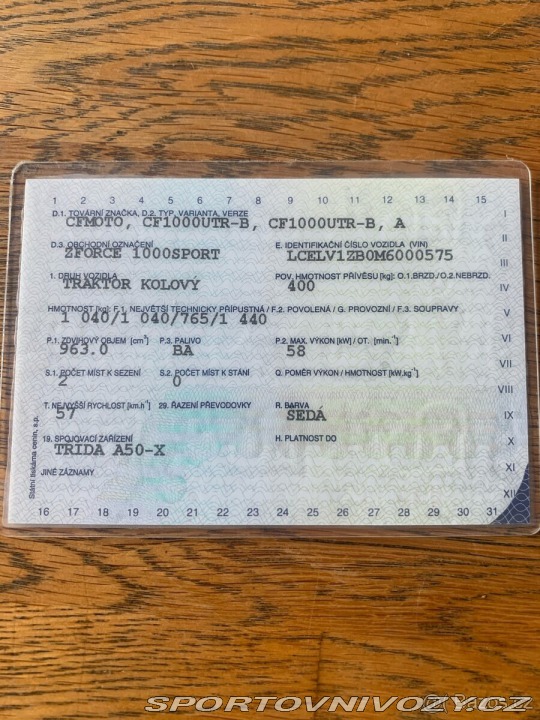 1 2 3 4 5 6 7 8 9 10 11 12 13 14 15
D.1. TOVÁRNÍ ZNAČKA, D.2. TYP, VARIANTA, VERZE I
CFMOTO, CF1000UTR-B, CF1000UTR-B, A
II
D.3. OBCHODNÍ OZNAČENÍ E. IDENTIFIKAČNÍ ČÍSLO VOZIDLA (VIN)
ZFORCE 1000SPORT LCELV1ZB0M6000575
III
1. DRUH VOZIDLA POV. HMOTNOST PŘÍVĚSU [kg]: O.1.BRZD./O.2.NEBRZD.
TRAKTOR KOLOVÝ 400 IV
HMOTNOST [kg]: F.1. NEJVĚTŠÍ TECHNICKY PŘÍPUSTNÁ / F.2. POVOLENÁ / G. PROVOZNÍ / F.3. SOUPRAVY V
1 040/1 040/765/1 440
P.1. ZDVIHOVÝ OBJEM [cm³] P.3. PALIVO P.2. MAX. VÝKON [kW] / OT. [min.⁻¹] VI
963.0 BA 58
VII
S.1. POČET MÍST K SEZENÍ S.2. POČET MÍST K STÁNÍ Q. POMĚR VÝKON / HMOTNOST [kW.kg⁻¹]
2 0
VIII
T. NEJVYŠŠÍ RYCHLOST [km.h⁻¹] 29. ŘAZENÍ PŘEVODOVKY R. BARVA
57 ŠEDÁ IX
18. SPOJOVACÍ ZAŘÍZENÍ H. PLATNOST DO X
TRIDA A50-X
JINÉ ZÁZNAMY XI
XII
16 17 18 19 20 21 22 23 24 25 26 27 28 29 30 31
Státní tiskárna cenin, s.p.
SPORTOVNIVOZY.CZ